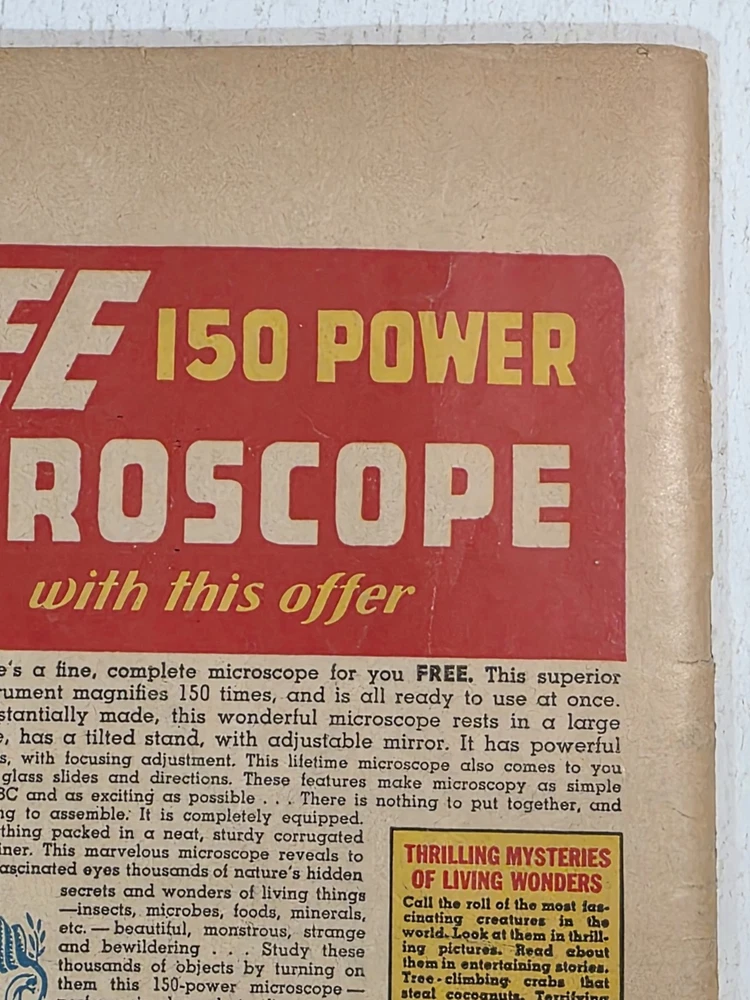 EE 150 POWER
ROSCOPE
with this offer
e's a fine, complete microscope for you FREE. This superior
rument magnifies 150 times, and is all ready to use at once.
stantially made, this wonderful microscope rests in a large
e, has a tilted stand, with adjustable mirror. It has powerful
s, with focusing adjustment. This lifetime microscope also comes to you
glass slides and directions. These features make microscopy as simple
BC and as exciting as possible . . . There is nothing to put together, and
ng to assemble. It is completely equipped.
thing packed in a neat, sturdy corrugated
iner. This marvelous microscope reveals to
ascinated eyes thousands of nature's hidden
secrets and wonders of living things
—insects, microbes, foods, minerals,
etc. — beautiful, monstrous, strange
and bewildering . . . Study these
thousands of objects by turning on
them this 150-power microscope —
THRILLING MYSTERIES
OF LIVING WONDERS
Call the roll of the most fas-
cinating creatures in the
world. Look at them in thrill-
ing pictures. Read about
them in entertaining stories.
Tree-climbing crabs that
steal cocoanuts. Terrifying